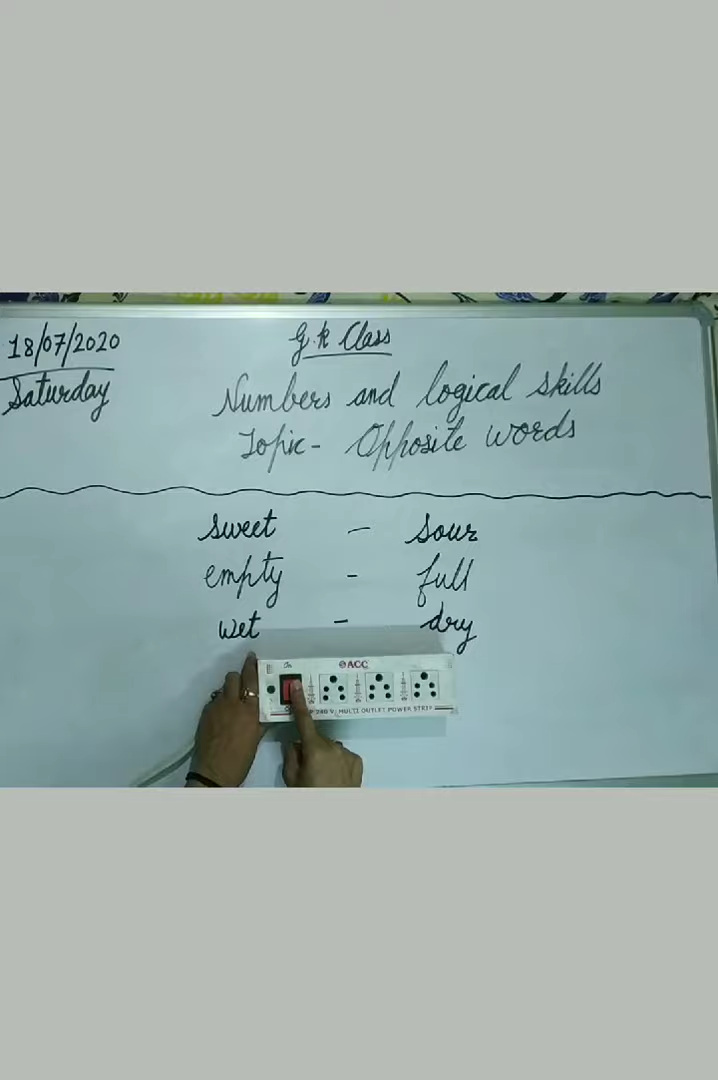 18/07/2020
Saturday
G.K Class
Numbers and logical skills
Topic- Opposite words
sweet - sour
empty - full
wet - dry
ACC
240 V, MULTI OUTLET POWER STRIP